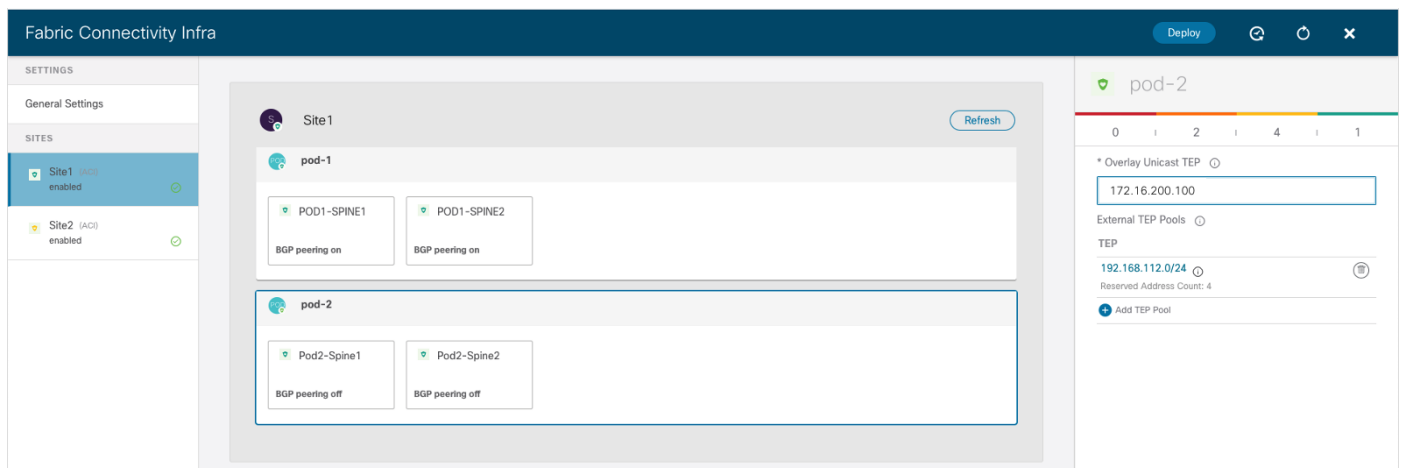 Fabric Connectivity Infra
Deploy
SETTINGS
General Settings
SITES
Site1 (ACI)
enabled
Site2 (ACI)
enabled
S
Site1
Refresh
POD
pod-1
POD1-SPINE1
POD1-SPINE2
BGP peering on
BGP peering on
POD
pod-2
Pod2-Spine1
Pod2-Spine2
BGP peering off
BGP peering off
pod-2
0 2 4 1
* Overlay Unicast TEP
172.16.200.100
External TEP Pools
TEP
192.168.112.0/24
Reserved Address Count: 4
Add TEP Pool